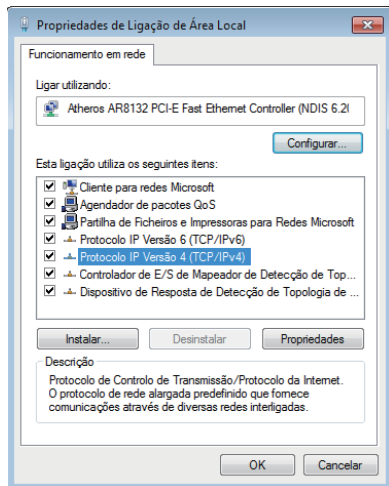 Propriedades de Ligação de Área Local
Funcionamento em rede
Ligar utilizando:
Atheros AR8132 PCI-E Fast Ethernet Controller (NDIS 6.2(
Configurar...
Esta ligação utiliza os seguintes itens:
Cliente para redes Microsoft
Agendador de pacotes QoS
Partilha de Ficheiros e Impressoras para Redes Microsoft
Protocolo IP Versão 6 (TCP/IPv6)
Protocolo IP Versão 4 (TCP/IPv4)
Controlador de E/S de Mapeador de Detecção de Top...
Dispositivo de Resposta de Detecção de Topologia de ...
Instalar... Desinstalar Propriedades
Descrição
Protocolo de Controlo de Transmissão/Protocolo da Internet.
O protocolo de rede alargada predefinido que fornece
comunicações através de diversas redes interligadas.
OK Cancelar